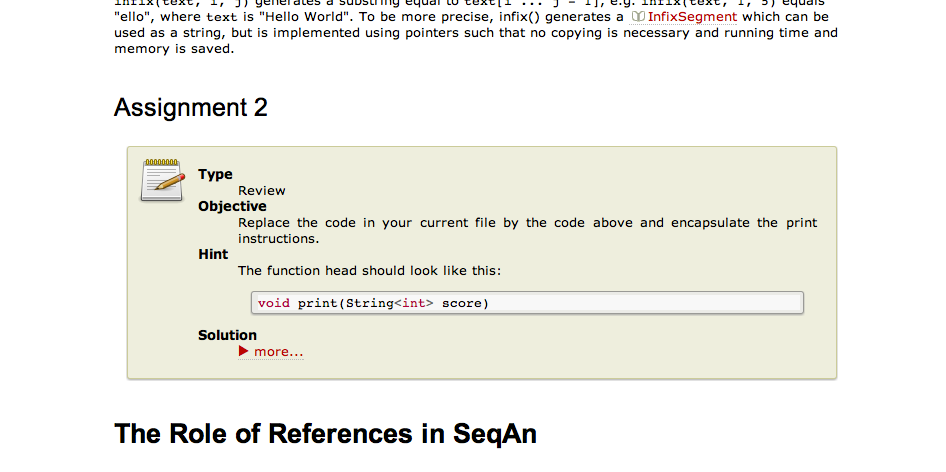 infix(text, i, j) generates a substring equal to text[i ... j - 1], e.g. infix(text, 1, 5) equals
"ello", where text is "Hello World". To be more precise, infix() generates a InfixSegment which can be
used as a string, but is implemented using pointers such that no copying is necessary and running time and
memory is saved.
Assignment 2
Type
Review
Objective
Replace the code in your current file by the code above and encapsulate the print
instructions.
Hint
The function head should look like this:
void print(String<int> score)
Solution
more...
The Role of References in SeqAn